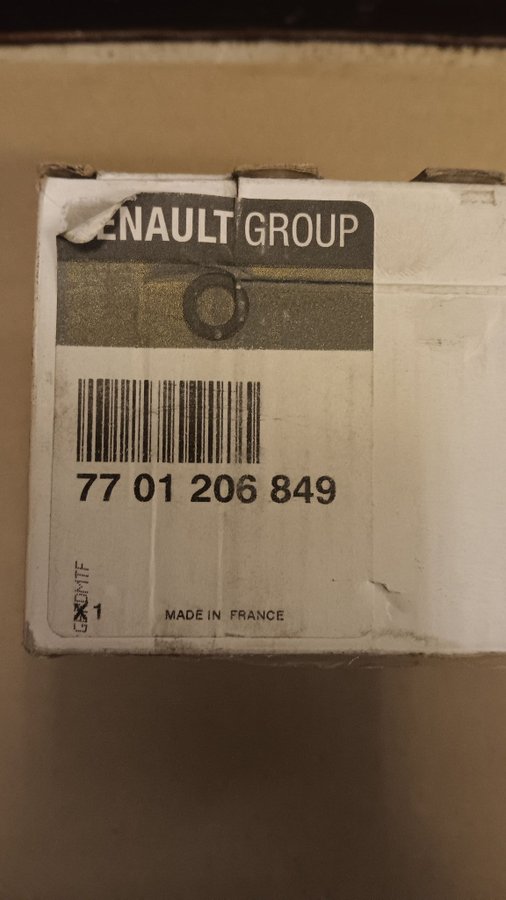 ENAULT GROUP
77 01 206 849
X1
MADE IN FRANCE